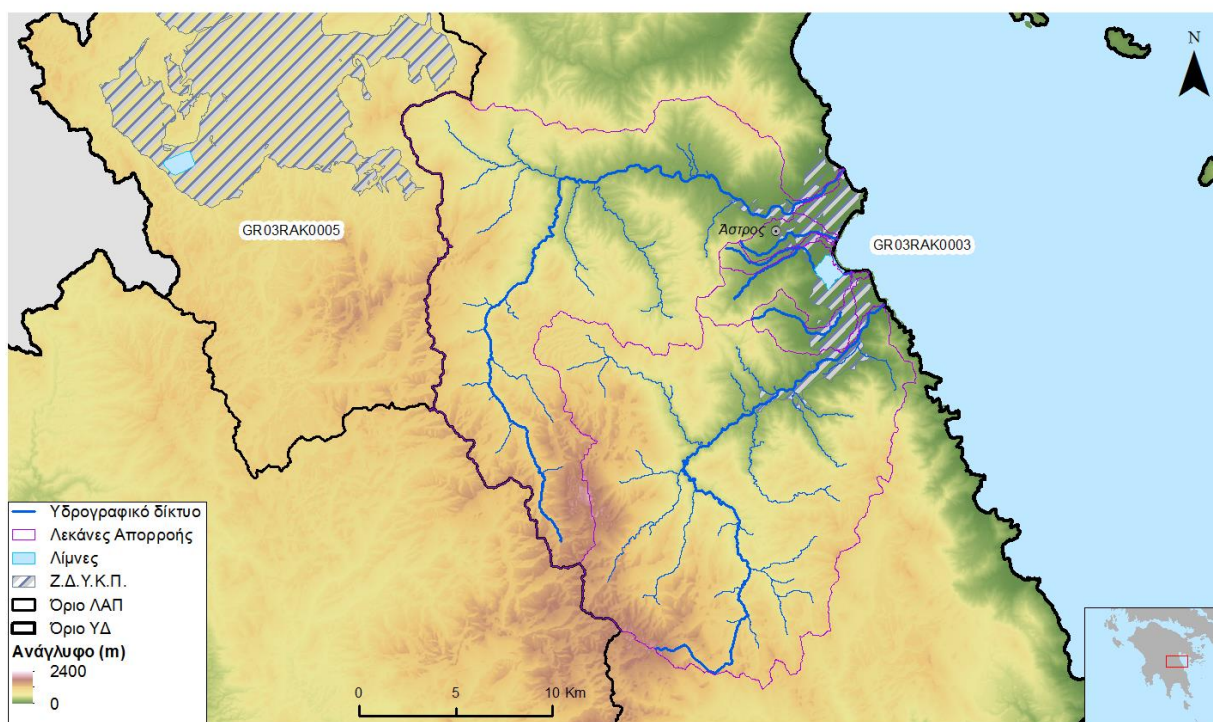 N
GR03RAK0005
Άστρος
GR03RAK0003
Υδρογραφικό δίκτυο
Λεκάνες Απορροής
Λίμνες
Ζ.Δ.Υ.Κ.Π.
Όριο ΛΑΠ
Όριο ΥΔ
Ανάγλυφο (m)
2400
0
0 5 10 Km